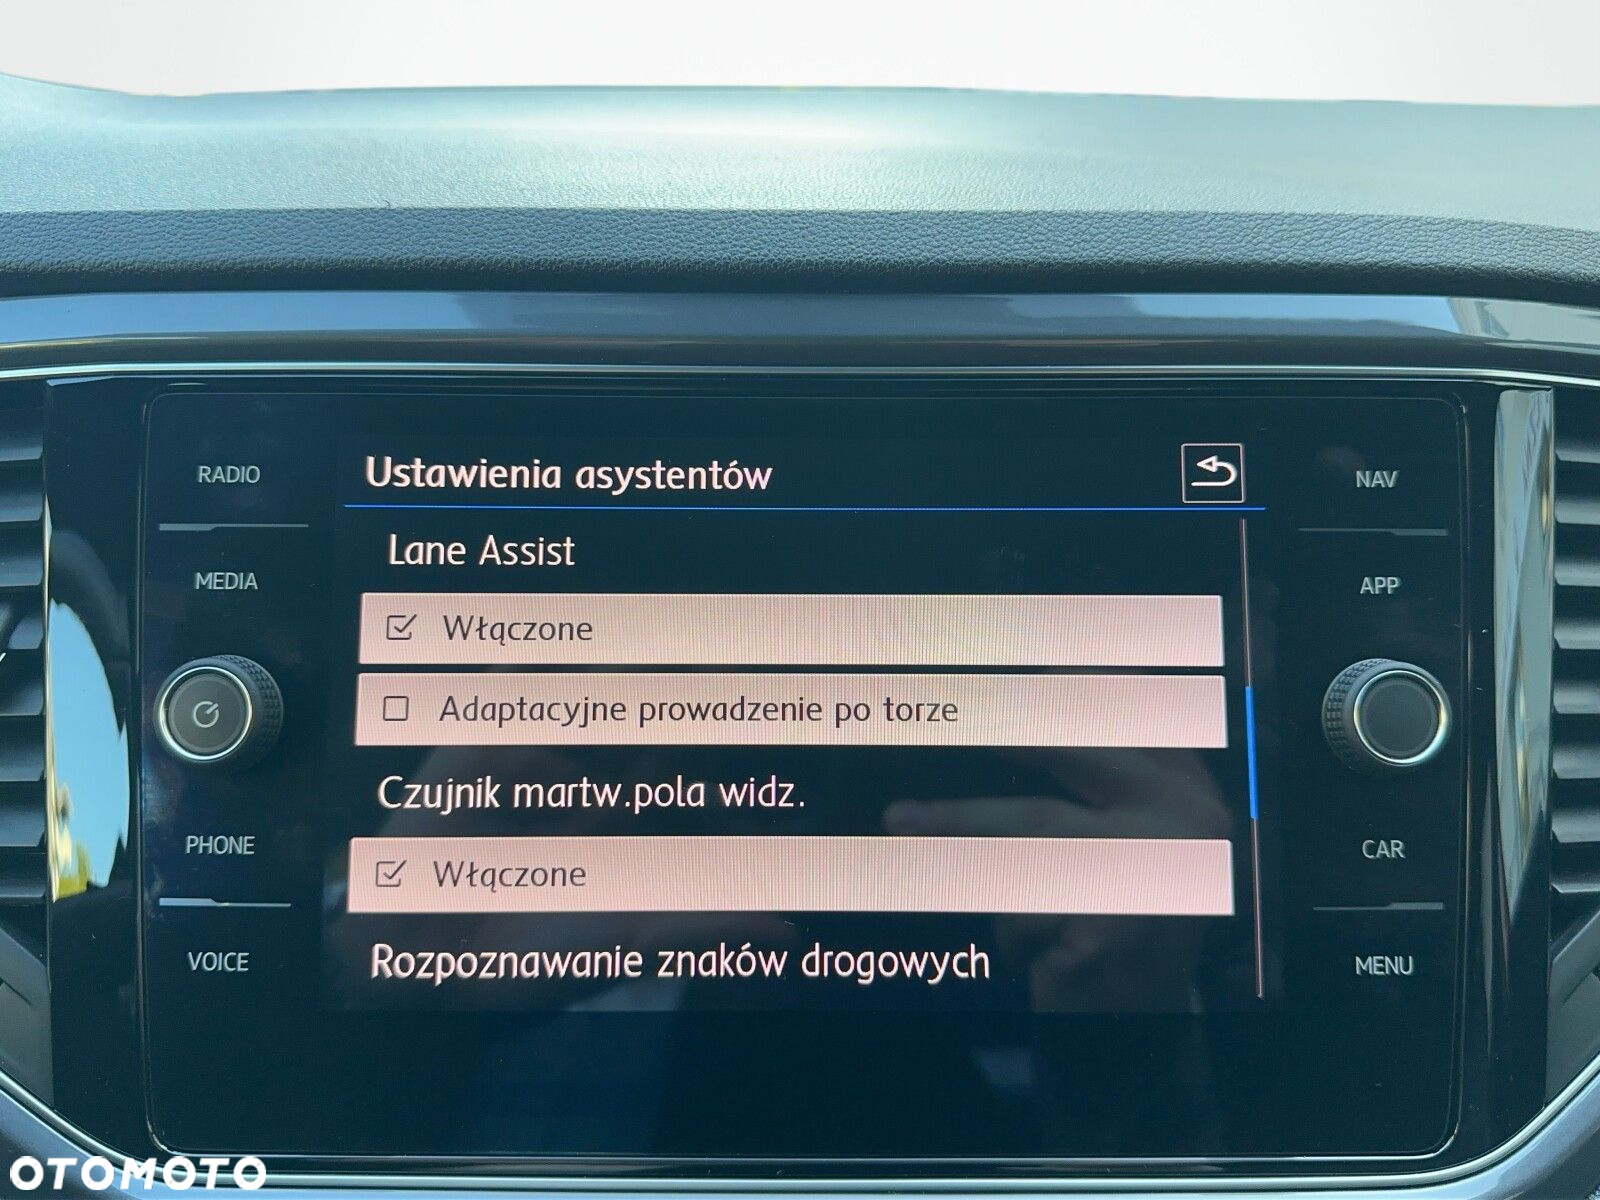 RADIO
MEDIA
PHONE
VOICE
Ustawienia asystentów
Lane Assist
Włączone
Adaptacyjne prowadzenie po torze
Czujnik martw.pola widz.
Włączone
Rozpoznawanie znaków drogowych
NAV
APP
CAR
MENU
OTOMOTO